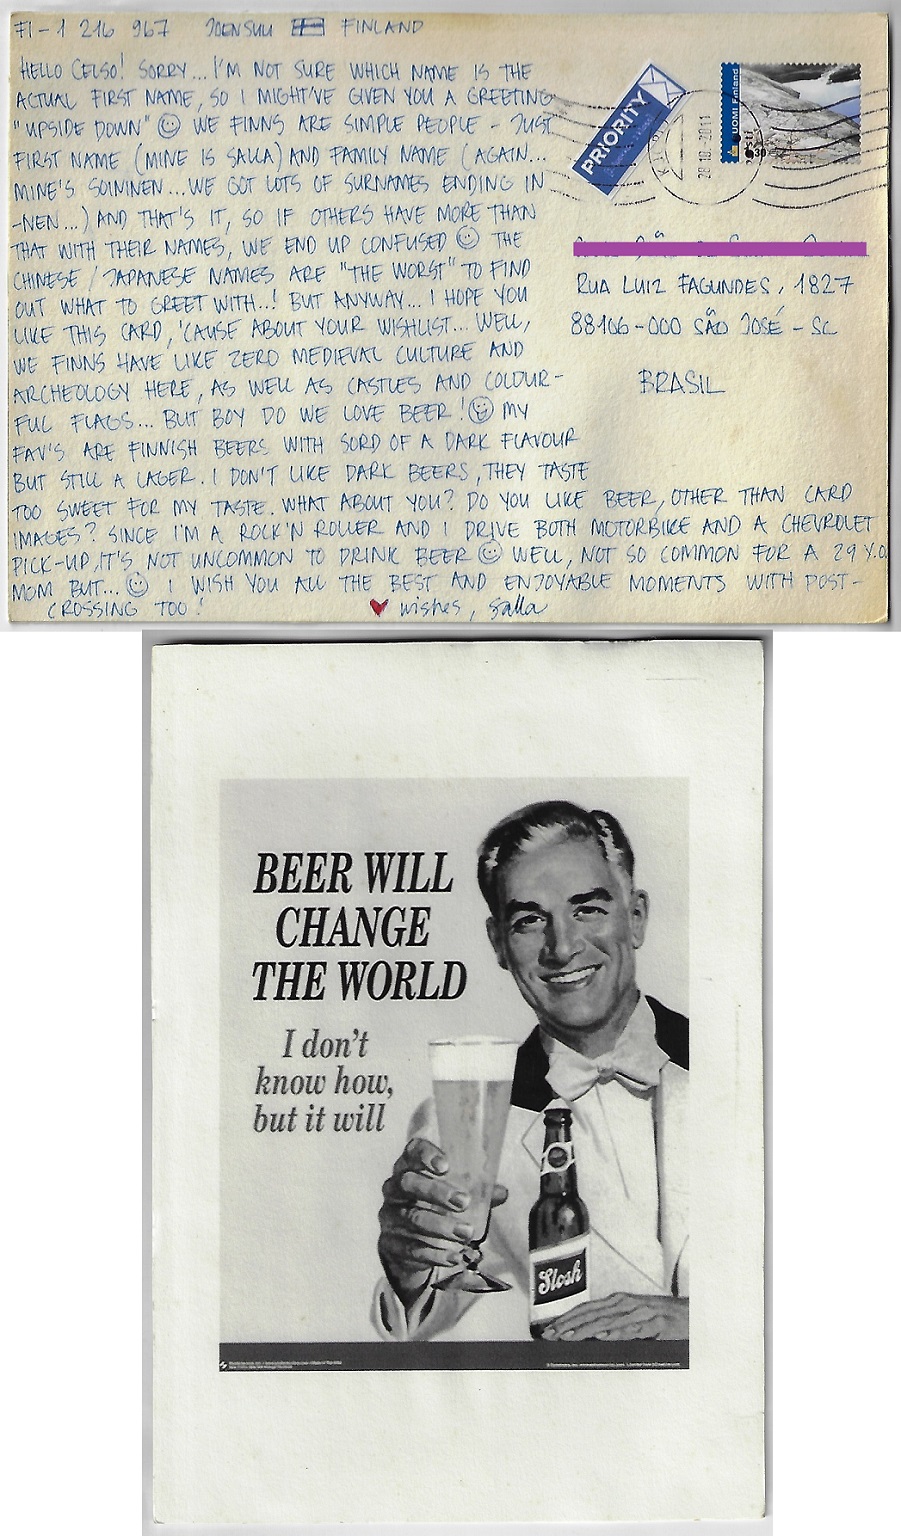 FI-1 216 967 JOENSUU FINLAND
HELLO CELSO! SORRY... I'M NOT SURE WHICH NAME IS THE
ACTUAL FIRST NAME, SO I MIGHT'VE GIVEN YOU A GREETING
"UPSIDE DOWN" ☺ WE FINNS ARE SIMPLE PEOPLE - JUST
FIRST NAME (MINE IS SALLA) AND FAMILY NAME (AGAIN...
MINE'S SOININEN... WE GOT LOTS OF SURNAMES ENDING IN
-NEN...) AND THAT'S IT, SO IF OTHERS HAVE MORE THAN
THAT WITH THEIR NAMES, WE END UP CONFUSED ☺ THE
CHINESE / JAPANESE NAMES ARE "THE WORST" TO FIND
OUT WHAT TO GREET WITH..! BUT ANYWAY... I HOPE YOU
LIKE THIS CARD, 'CAUSE ABOUT YOUR WISHLIST... WELL,
WE FINNS HAVE LIKE ZERO MEDIEVAL CULTURE AND
ARCHEOLOGY HERE, AS WELL AS CASTLES AND COLOUR-
FUL FLAGS... BUT BOY DO WE LOVE BEER! ☺ MY
FAV'S ARE FINNISH BEERS WITH SORD OF A DARK FLAVOUR
BUT STILL A LAGER. I DON'T LIKE DARK BEERS, THEY TASTE
TOO SWEET FOR MY TASTE. WHAT ABOUT YOU? DO YOU LIKE BEER, OTHER THAN CARD
IMAGES? SINCE I'M A ROCK'N ROLLER AND I DRIVE BOTH MOTORBIKE AND A CHEVROLET
PICK-UP, IT'S NOT UNCOMMON TO DRINK BEER ☺ WELL, NOT SO COMMON FOR A 29 Y.O.
MOM BUT... ☺ I WISH YOU ALL THE BEST AND ENJOYABLE MOMENTS WITH POST-
CROSSING TOO! ♥ wishes, Salla
PRIORITY
28.10.2011
SUOMI Finland
RUA LUIZ FAGUNDES, 1827
88106-000 SÃO JOSÉ - SC
BRASIL
BEER WILL
CHANGE
THE WORLD
I don't
know how,
but it will
Slosh